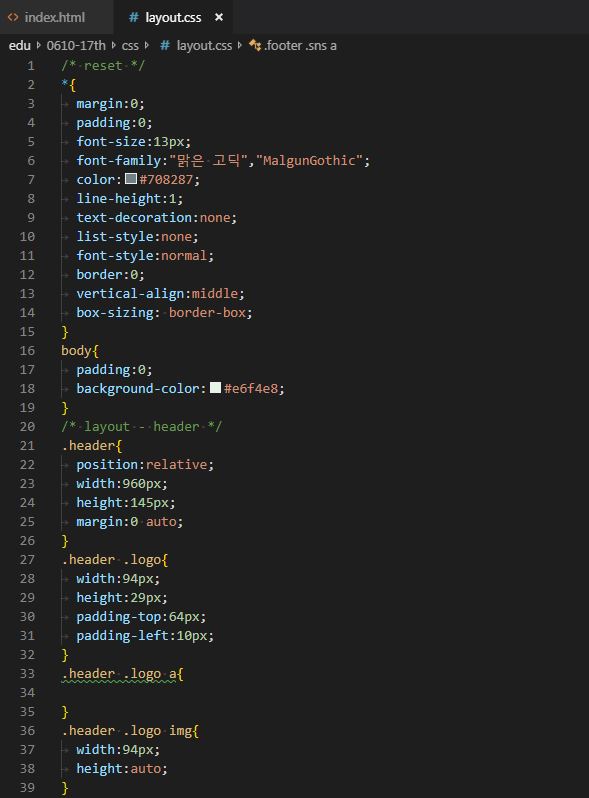 index.html layout.css ×
edu 0610-17th css # layout.css .footer .sns a
1 /* reset */
2 *{
3 margin:0;
4 padding:0;
5 font-size:13px;
6 font-family:"맑은 고딕","MalgunGothic";
7 color:#708287;
8 line-height:1;
9 text-decoration:none;
10 list-style:none;
11 font-style:normal;
12 border:0;
13 vertical-align:middle;
14 box-sizing: border-box;
15 }
16 body{
17 padding:0;
18 background-color:#e6f4e8;
19 }
20 /* layout - header */
21 .header{
22 position:relative;
23 width:960px;
24 height:145px;
25 margin:0 auto;
26 }
27 .header .logo{
28 width:94px;
29 height:29px;
30 padding-top:64px;
31 padding-left:10px;
32 }
33 .header .logo a{
34
35 }
36 .header .logo img{
37 width:94px;
38 height:auto;
39 }